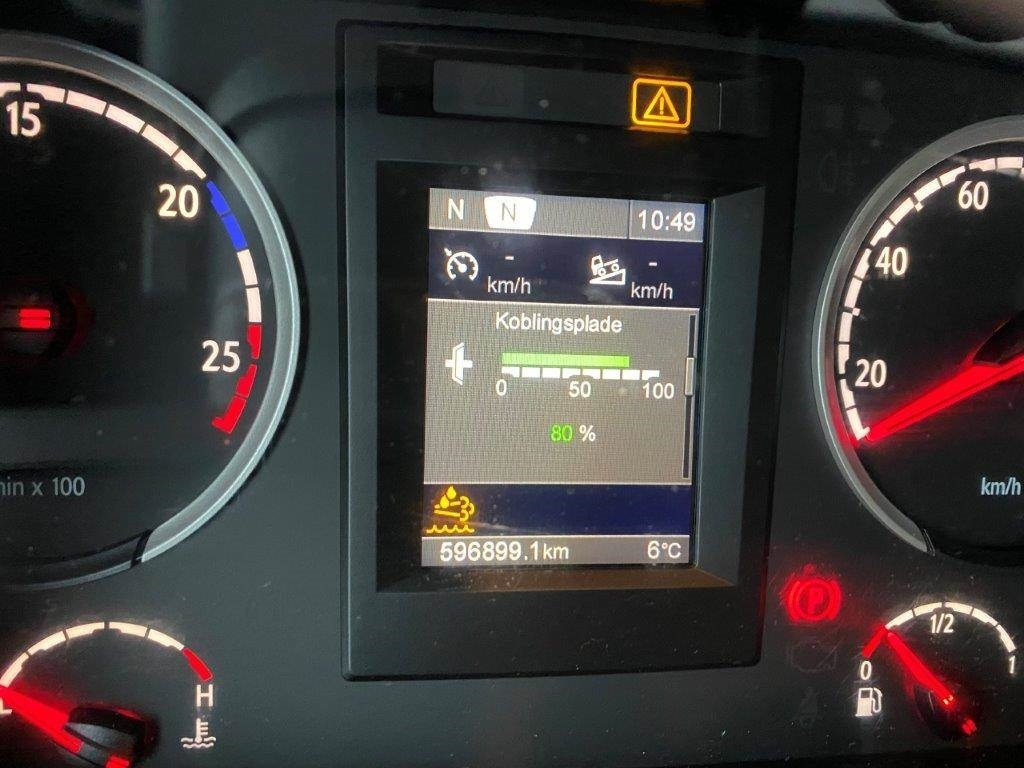 15
20
25
min x 100
N N 10:49
- -
km/h km/h
Koblingsplade
0 50 100
80 %
596899.1km 6°C
60
40
20
km/h
H
P
1/2
0 1